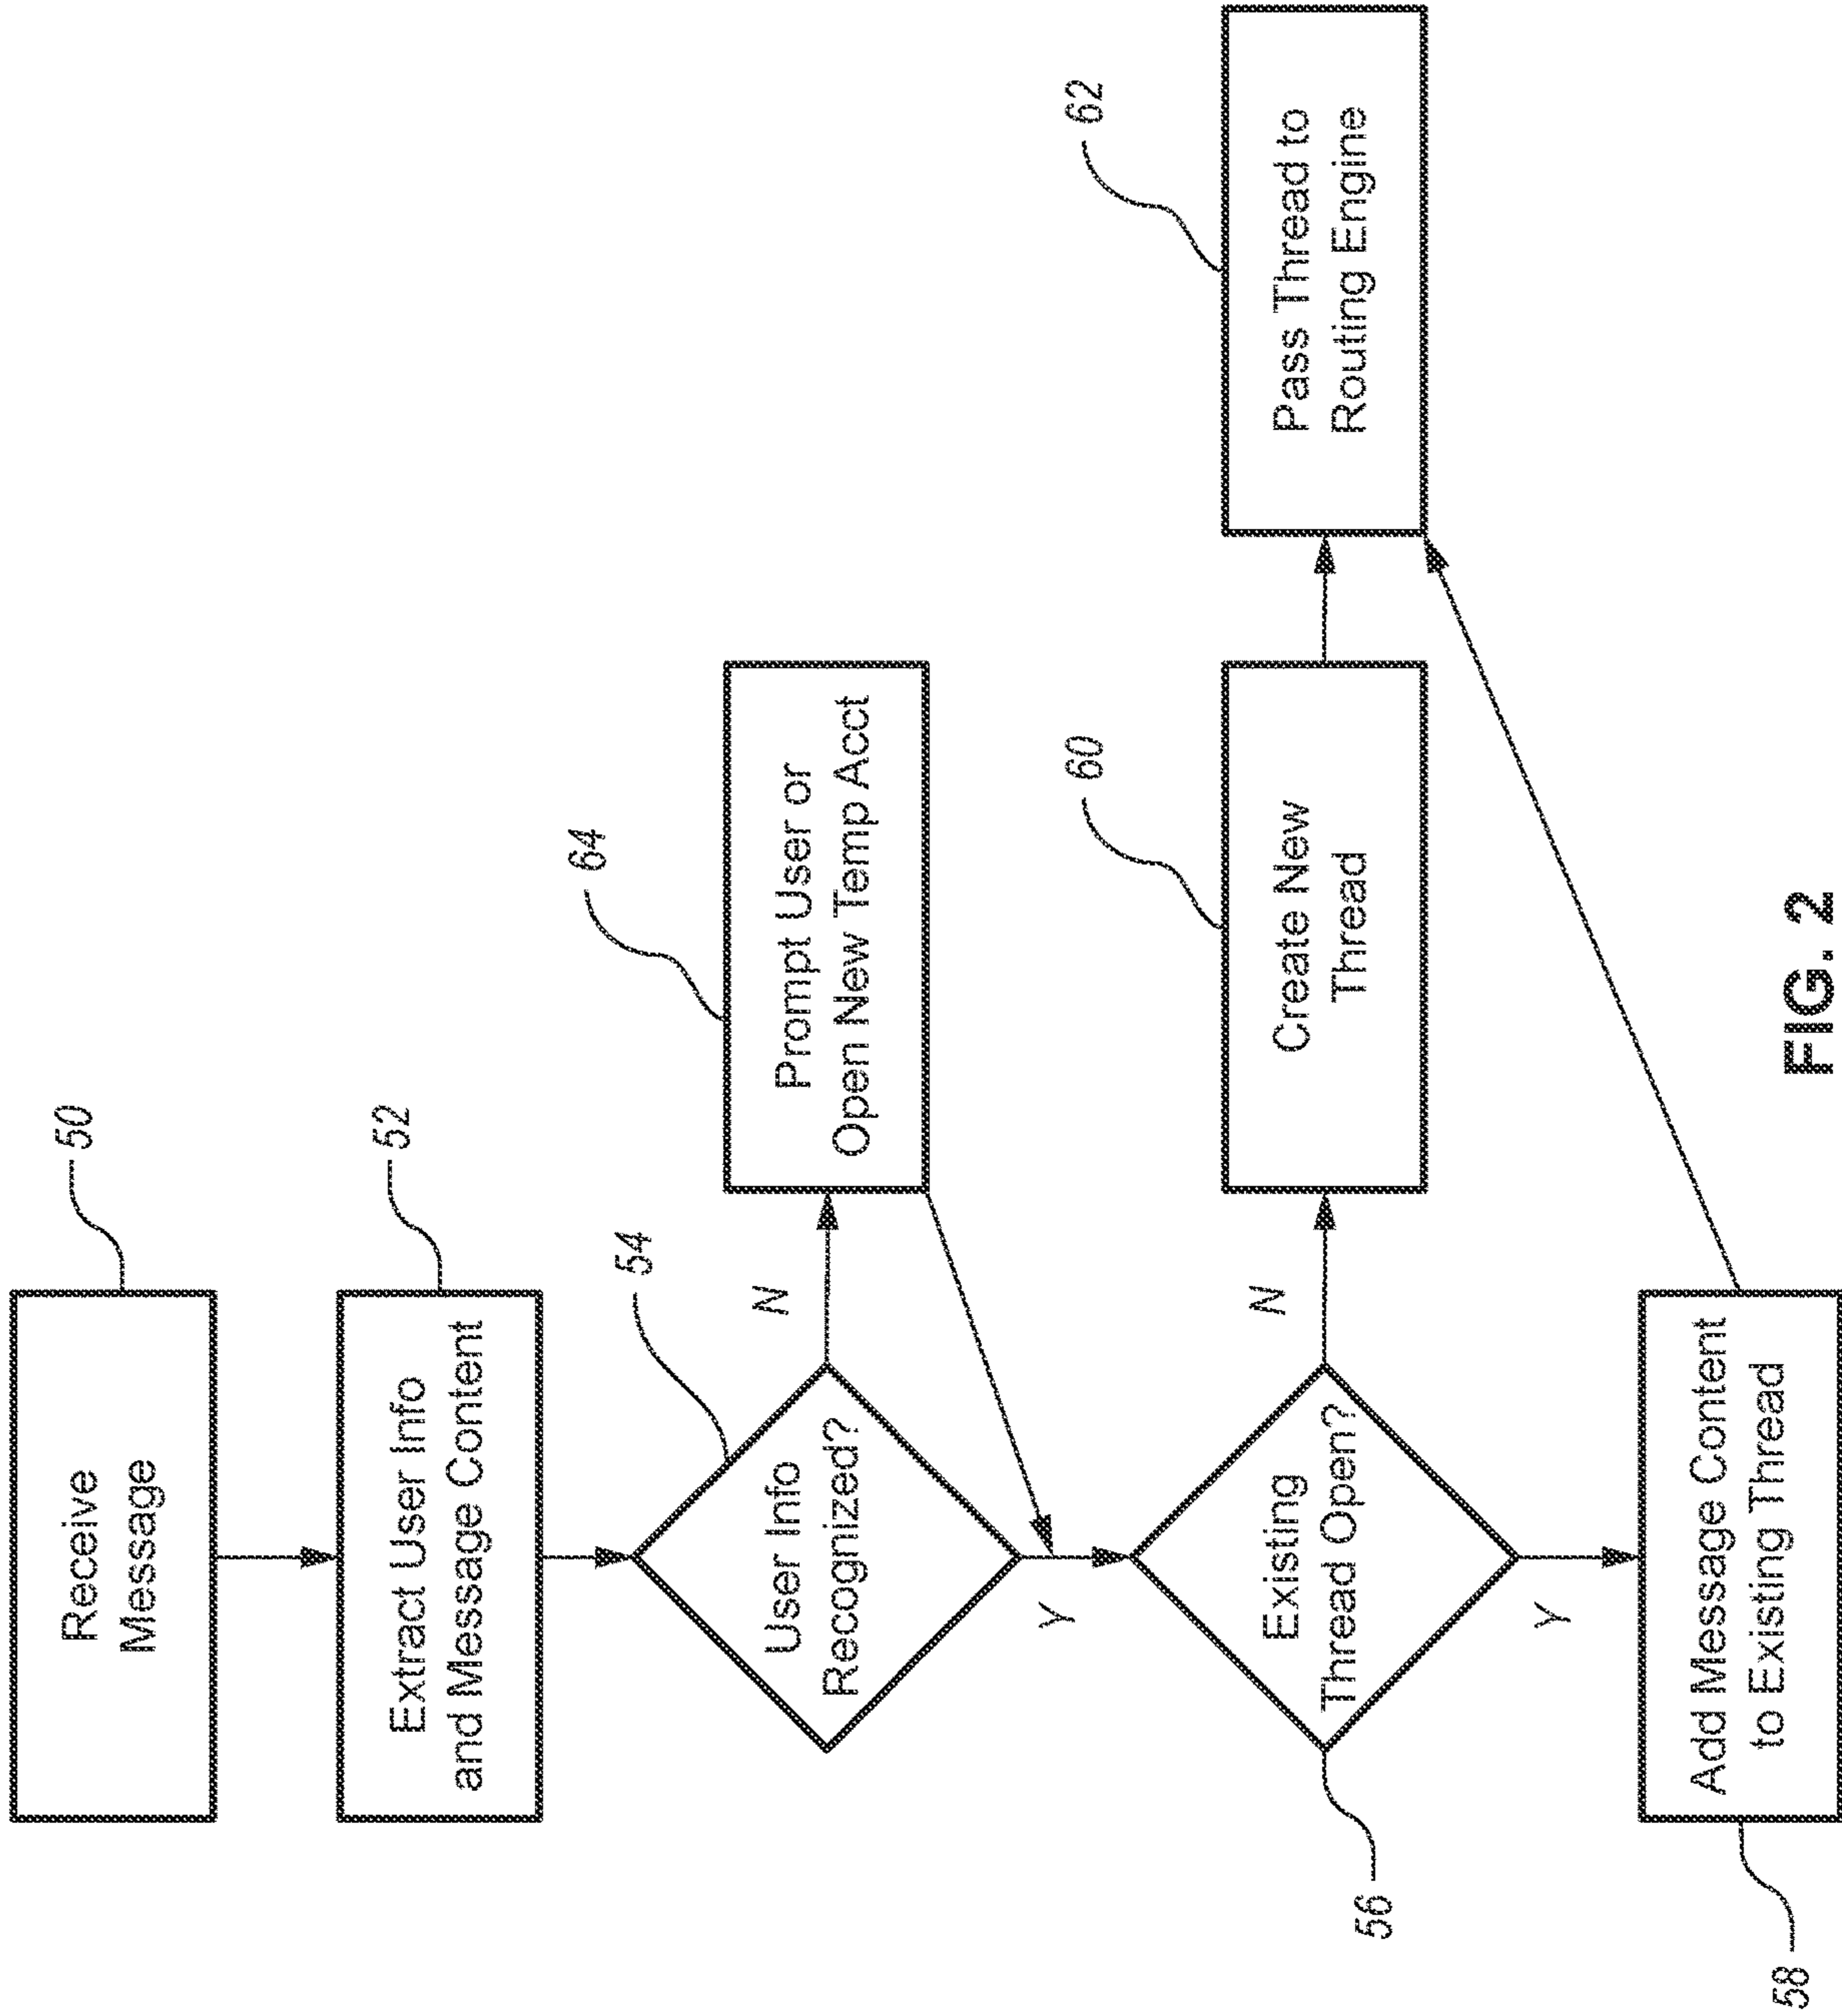 50
Receive
Message
52
Extract User Info
and Message Content
54
User Info
Recognized?
N
Y
64
Prompt User or
Open New Temp Acct
56
Existing
Thread Open?
N
Y
60
Create New
Thread
62
Pass Thread to
Routing Engine
58
Add Message Content
to Existing Thread
FIG. 2